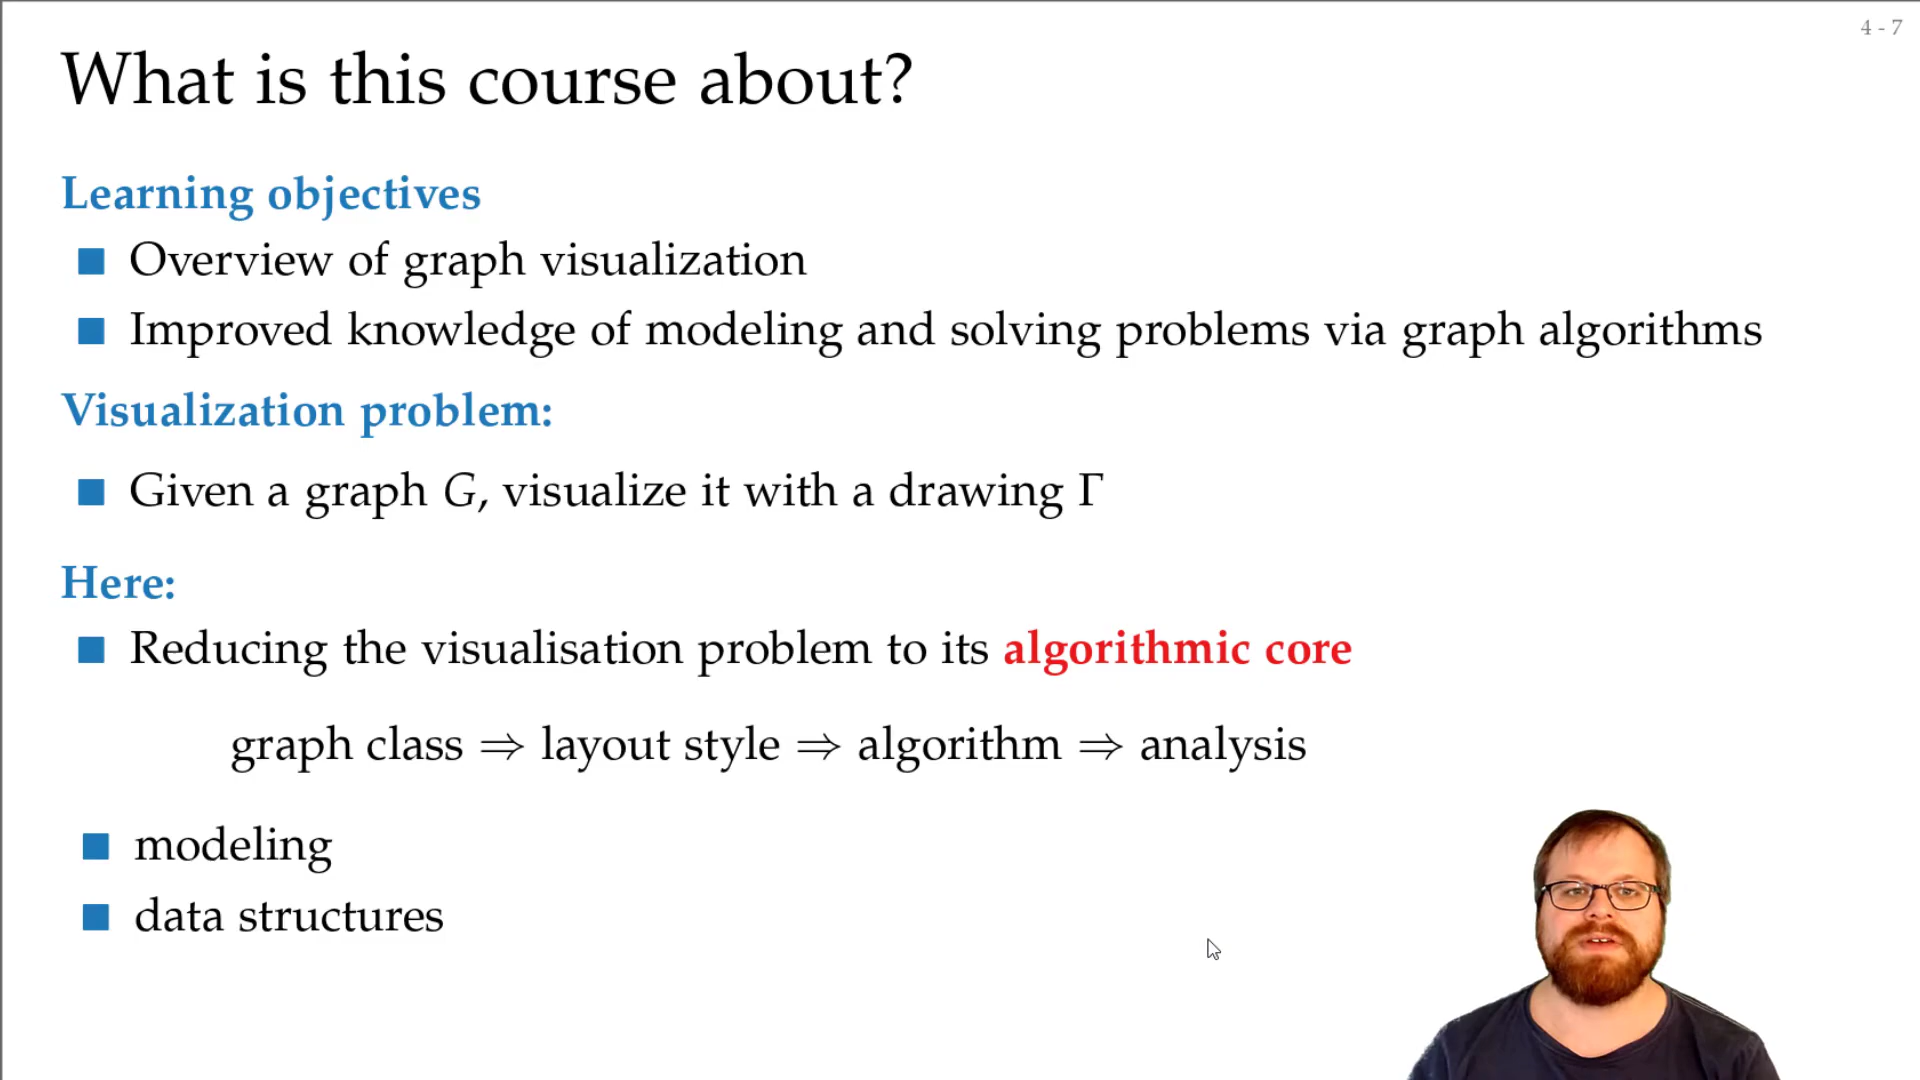 4 - 7
What is this course about?
Learning objectives
Overview of graph visualization
Improved knowledge of modeling and solving problems via graph algorithms
Visualization problem:
Given a graph G, visualize it with a drawing Γ
Here:
Reducing the visualisation problem to its algorithmic core
graph class ⇒ layout style ⇒ algorithm ⇒ analysis
modeling
data structures